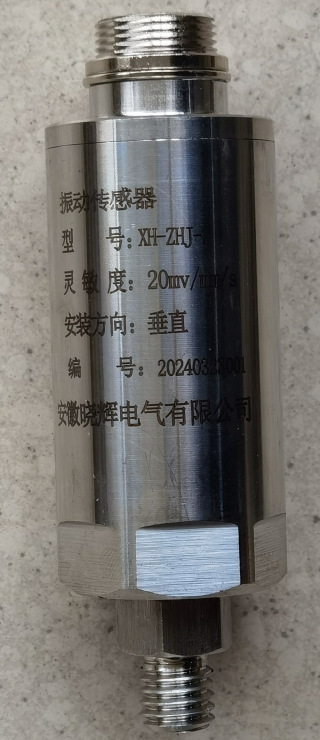 振动传感器
型 号：XH-ZHJ-
灵敏度：20mv/mm/s
安装方向：垂直
编 号：
安徽晓辉电气有限公司